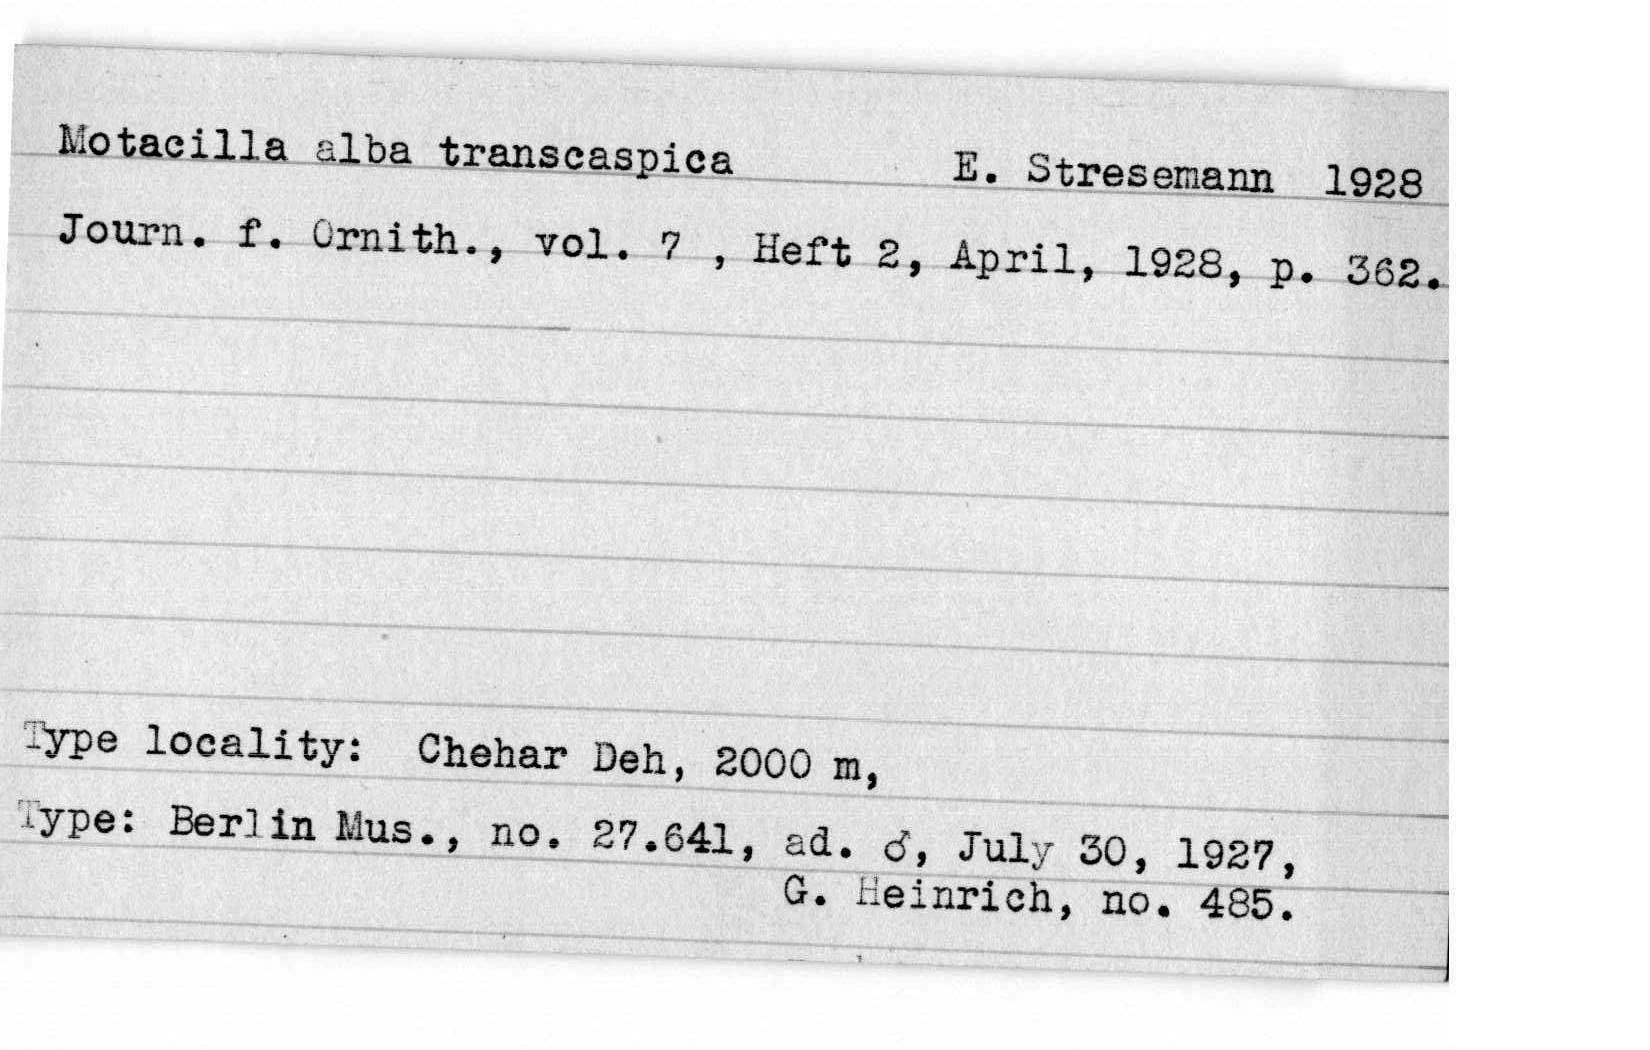 Motacilla alba transcaspica E. Stresemann 1928
Journ. f. Ornith., vol. 7 , Heft 2, April, 1928, p. 362.
Type locality: Chehar Deh, 2000 m,
Type: Berlin Mus., no. 27.641, ad. ♂, July 30, 1927,
G. Heinrich, no. 485.